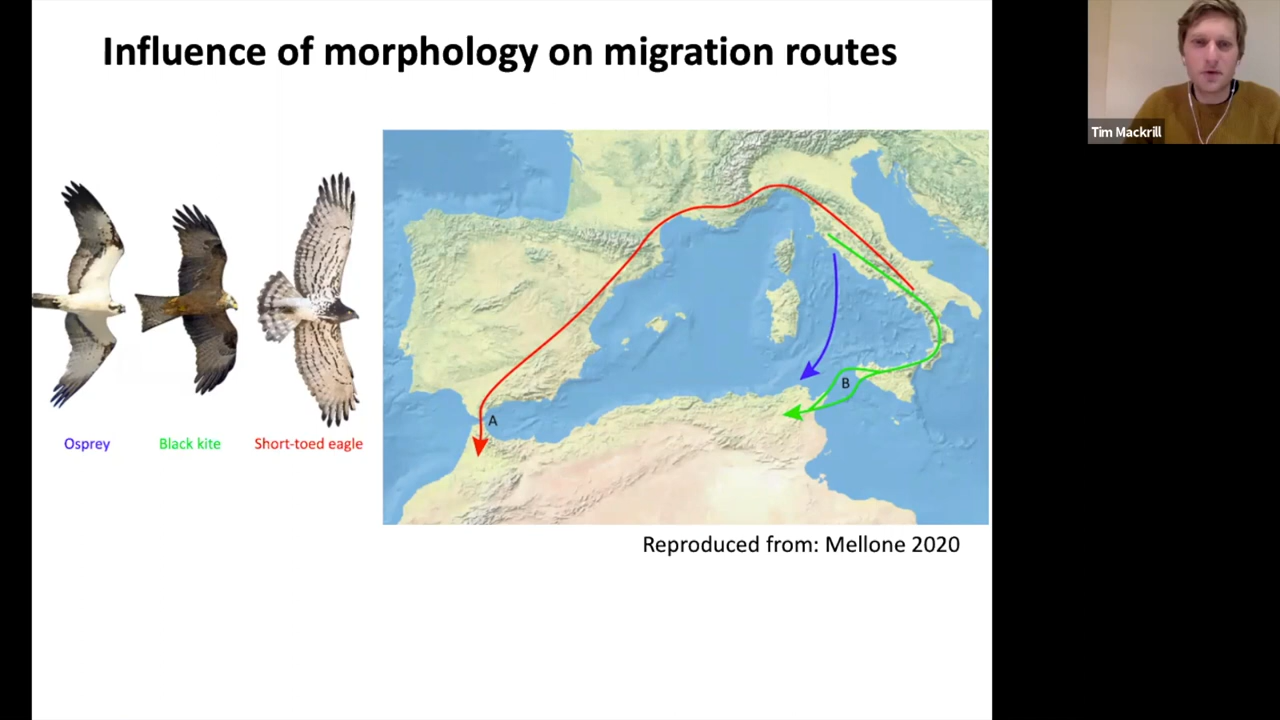 Influence of morphology on migration routes
Tim Mackrill
A
B
Osprey
Black kite
Short-toed eagle
Reproduced from: Mellone 2020